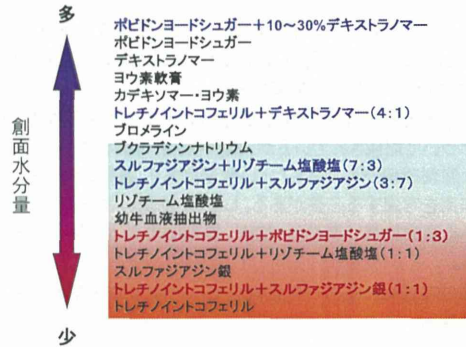 多
ポビドンヨードシュガー+10～30%デキストラノマー
ポビドンヨードシュガー
デキストラノマー
ヨウ素軟膏
カデキソマー・ヨウ素
トレチノイントコフェリル+デキストラノマー(4:1)
ブロメライン
ブクラデシンナトリウム
スルファジアジン+リゾチーム塩酸塩(7:3)
トレチノイントコフェリル+スルファジアジン(3:7)
リゾチーム塩酸塩
幼牛血液抽出物
トレチノイントコフェリル+ポビドンヨードシュガー(1:3)
トレチノイントコフェリル+リゾチーム塩酸塩(1:1)
スルファジアジン銀
トレチノイントコフェリル+スルファジアジン銀(1:1)
トレチノイントコフェリル
創面水分量
少